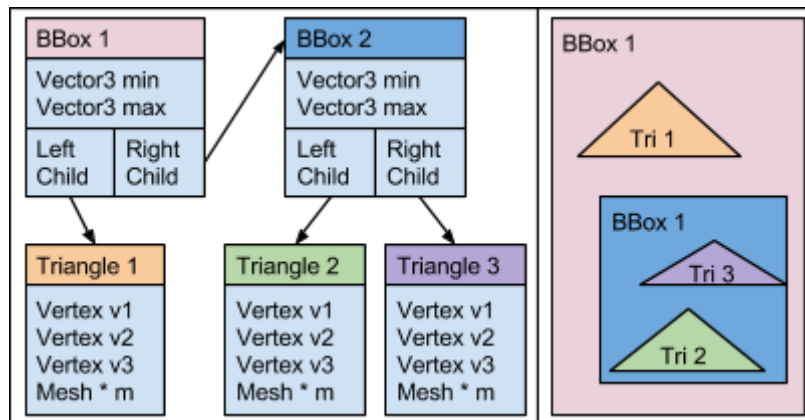 BBox 1
Vector3 min
Vector3 max
Left
Child
Right
Child
BBox 2
Vector3 min
Vector3 max
Left
Child
Right
Child
Triangle 1
Vertex v1
Vertex v2
Vertex v3
Mesh * m
Triangle 2
Vertex v1
Vertex v2
Vertex v3
Mesh * m
Triangle 3
Vertex v1
Vertex v2
Vertex v3
Mesh * m
BBox 1
Tri 1
BBox 1
Tri 3
Tri 2